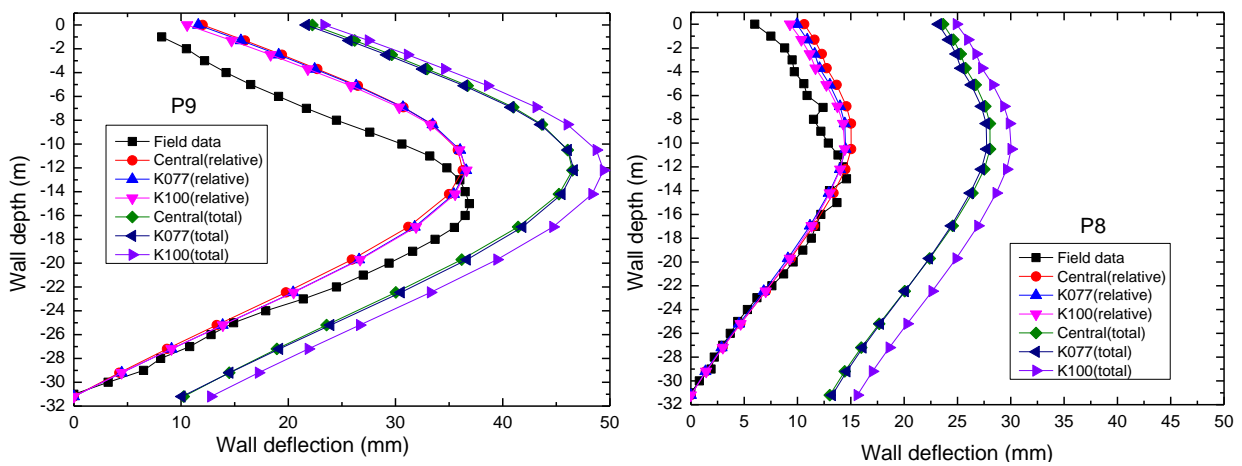 0
-2
-4
-6
-8
-10
-12
-14
-16
-18
-20
-22
-24
-26
-28
-30
-32
Wall depth (m)
P9
Field data
Central(relative)
K077(relative)
K100(relative)
Central(total)
K077(total)
K100(total)
0 10 20 30 40 50
Wall deflection (mm)
0
-2
-4
-6
-8
-10
-12
-14
-16
-18
-20
-22
-24
-26
-28
-30
-32
Wall depth (m)
P8
Field data
Central(relative)
K077(relative)
K100(relative)
Central(total)
K077(total)
K100(total)
0 5 10 15 20 25 30 35 40 45 50
Wall deflection (mm)